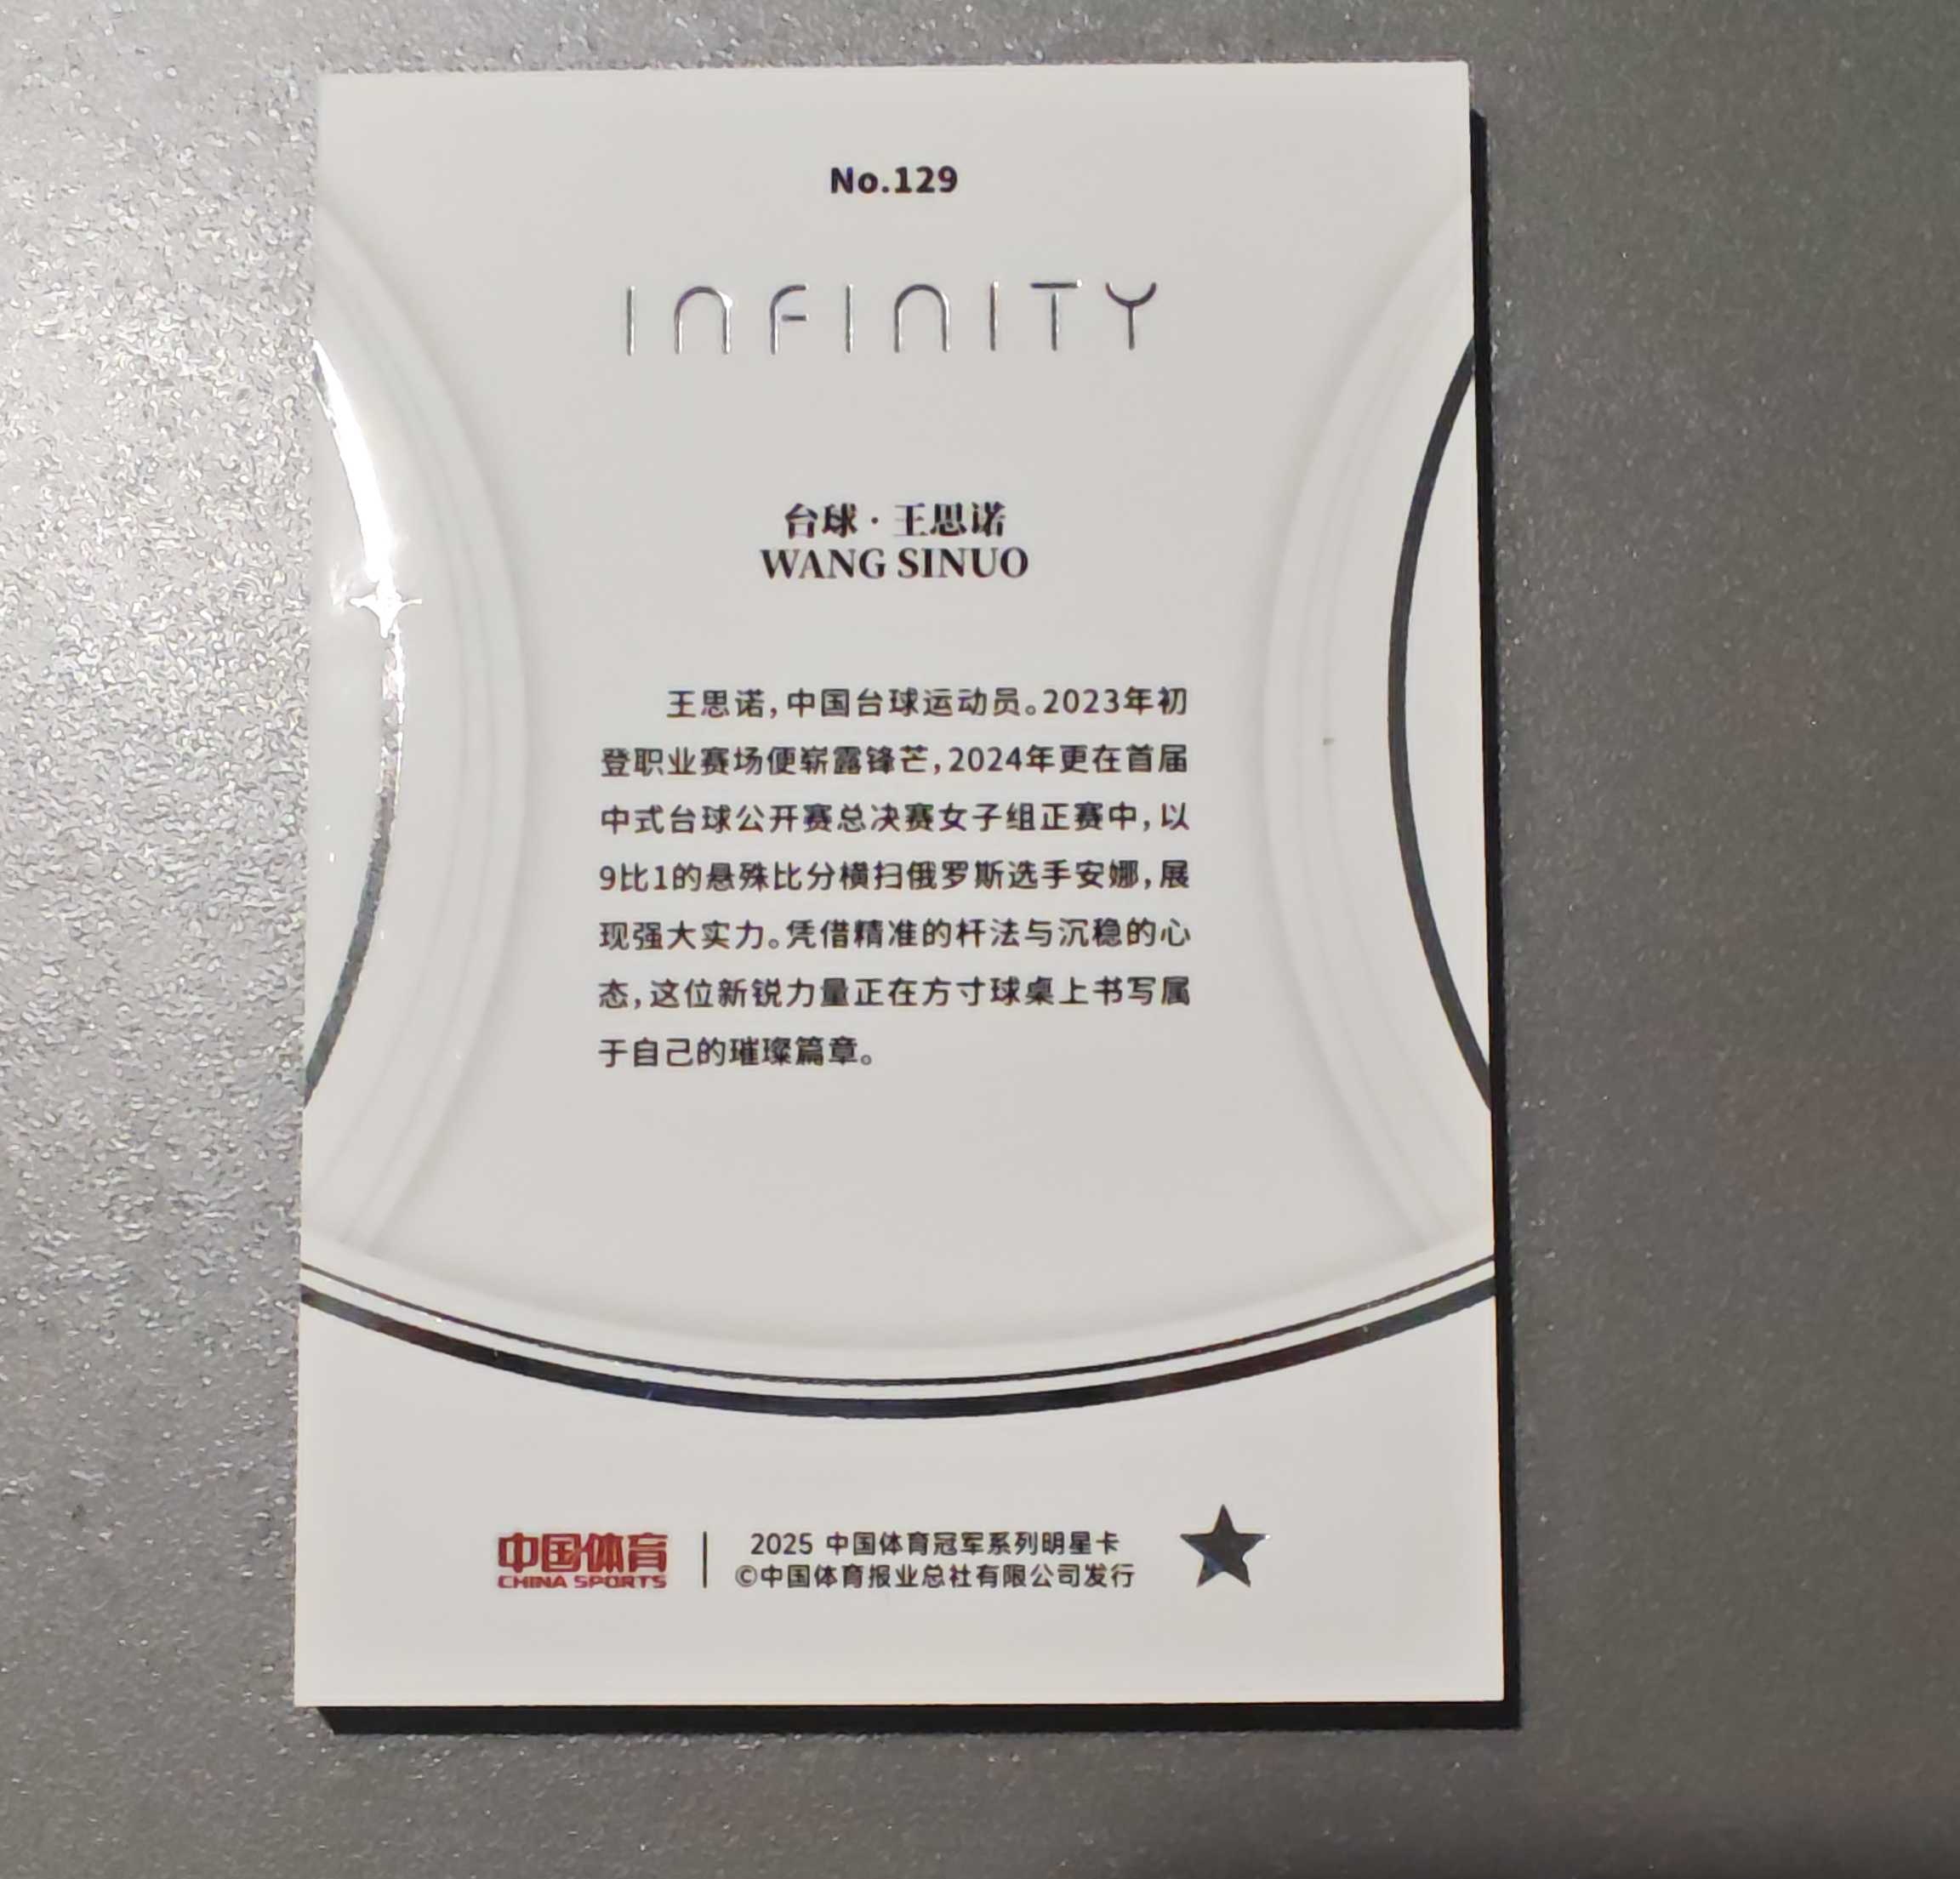 No.129
INFINITY
台球·王思诺
WANG SINUO
王思诺,中国台球运动员。2023年初
登职业赛场便崭露锋芒,2024年更在首届
中式台球公开赛总决赛女子组正赛中,以
9比1的悬殊比分横扫俄罗斯选手安娜,展
现强大实力。凭借精准的杆法与沉稳的心
态,这位新锐力量正在方寸球桌上书写属
于自己的璀璨篇章。
中国体育
CHINA SPORTS
2025 中国体育冠军系列明星卡
©中国体育报业总社有限公司发行